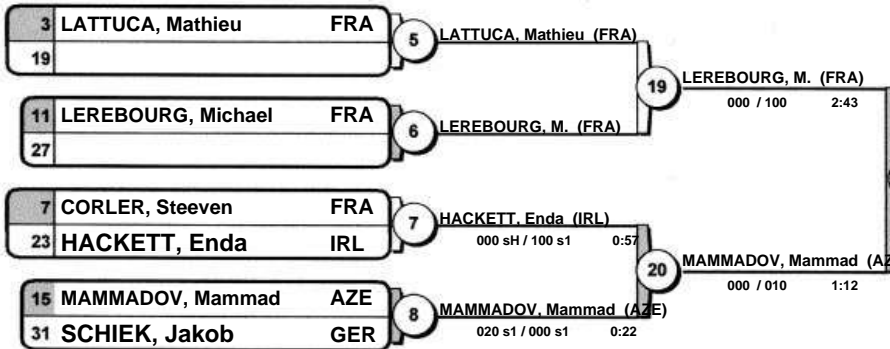 3 LATTUCA, Mathieu FRA
19
5
LATTUCA, Mathieu (FRA)
11 LEREBOURG, Michael FRA
27
6
LEREBOURG, M. (FRA)
19
LEREBOURG, M. (FRA)
000 / 100 2:43
7 CORLER, Steeven FRA
23 HACKETT, Enda IRL
7
HACKETT, Enda (IRL)
000 sH / 100 s1 0:57
15 MAMMADOV, Mammad AZE
31 SCHIEK, Jakob GER
8
MAMMADOV, Mammad (AZE)
020 s1 / 000 s1 0:22
20
MAMMADOV, Mammad (AZ
000 / 010 1:12